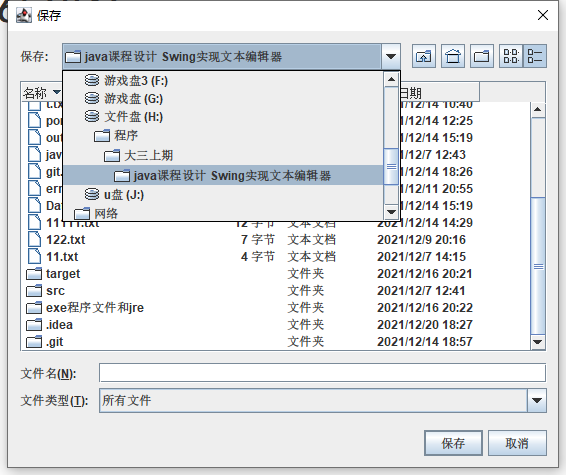 保存
保存:
java课程设计 Swing实现文本编辑器
游戏盘3 (F:)
游戏盘 (G:)
文件盘 (H:)
程序
大三上期
java课程设计 Swing实现文本编辑器
u盘 (J:)
网络
名称 日期
2021/12/14 12:25
2021/12/14 15:19
2021/12/7 12:43
2021/12/14 18:26
2021/12/11 20:55
2021/12/14 15:19
11111.txt 12 字节 文本文档 2021/12/14 14:29
122.txt 7 字节 文本文档 2021/12/9 20:16
11.txt 4 字节 文本文档 2021/12/7 14:15
target 文件夹 2021/12/16 20:21
src 文件夹 2021/12/7 12:41
exe程序文件和jre 文件夹 2021/12/16 20:22
.idea 文件夹 2021/12/20 18:27
.git 文件夹 2021/12/14 18:57
文件名(N):
文件类型(T): 所有文件
保存 取消